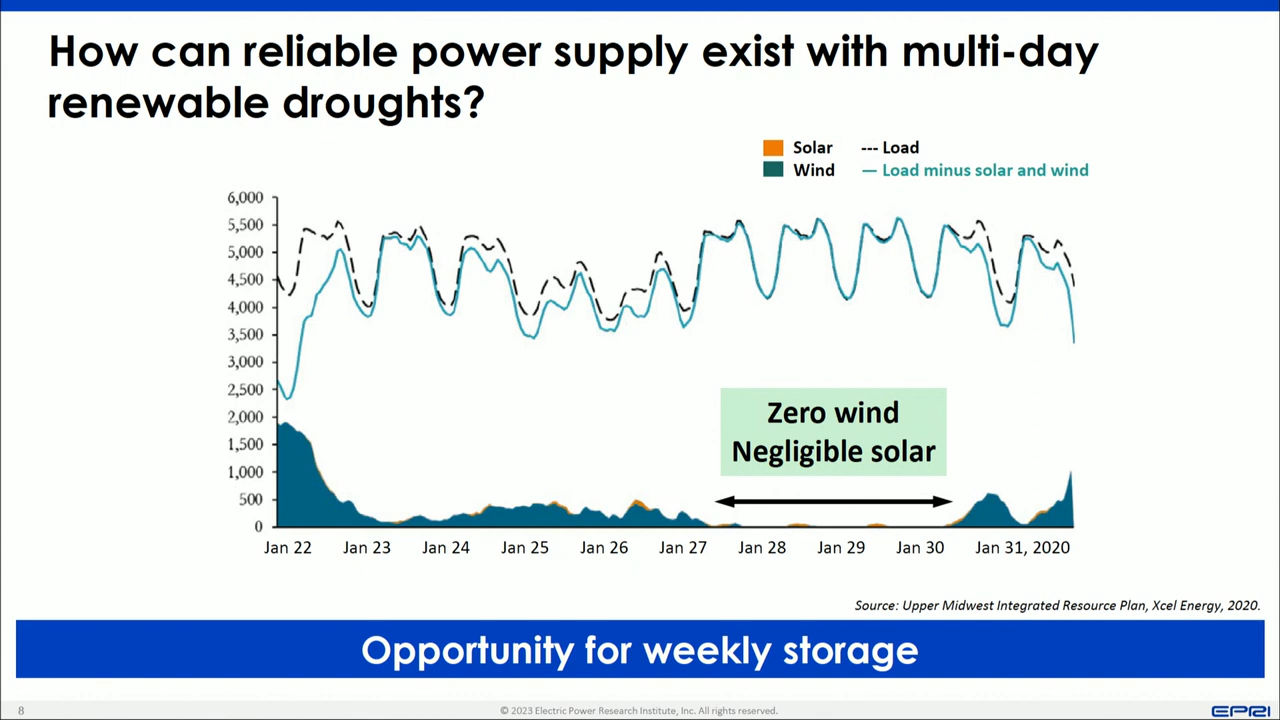 How can reliable power supply exist with multi-day
renewable droughts?
Solar --- Load
Wind — Load minus solar and wind
6,000
5,500
5,000
4,500
4,000
3,500
3,000
2,500
2,000
1,500
1,000
500
0
Zero wind
Negligible solar
Jan 22 Jan 23 Jan 24 Jan 25 Jan 26 Jan 27 Jan 28 Jan 29 Jan 30 Jan 31, 2020
Source: Upper Midwest Integrated Resource Plan, Xcel Energy, 2020.
Opportunity for weekly storage
8 © 2023 Electric Power Research Institute, Inc. All rights reserved. EPRI